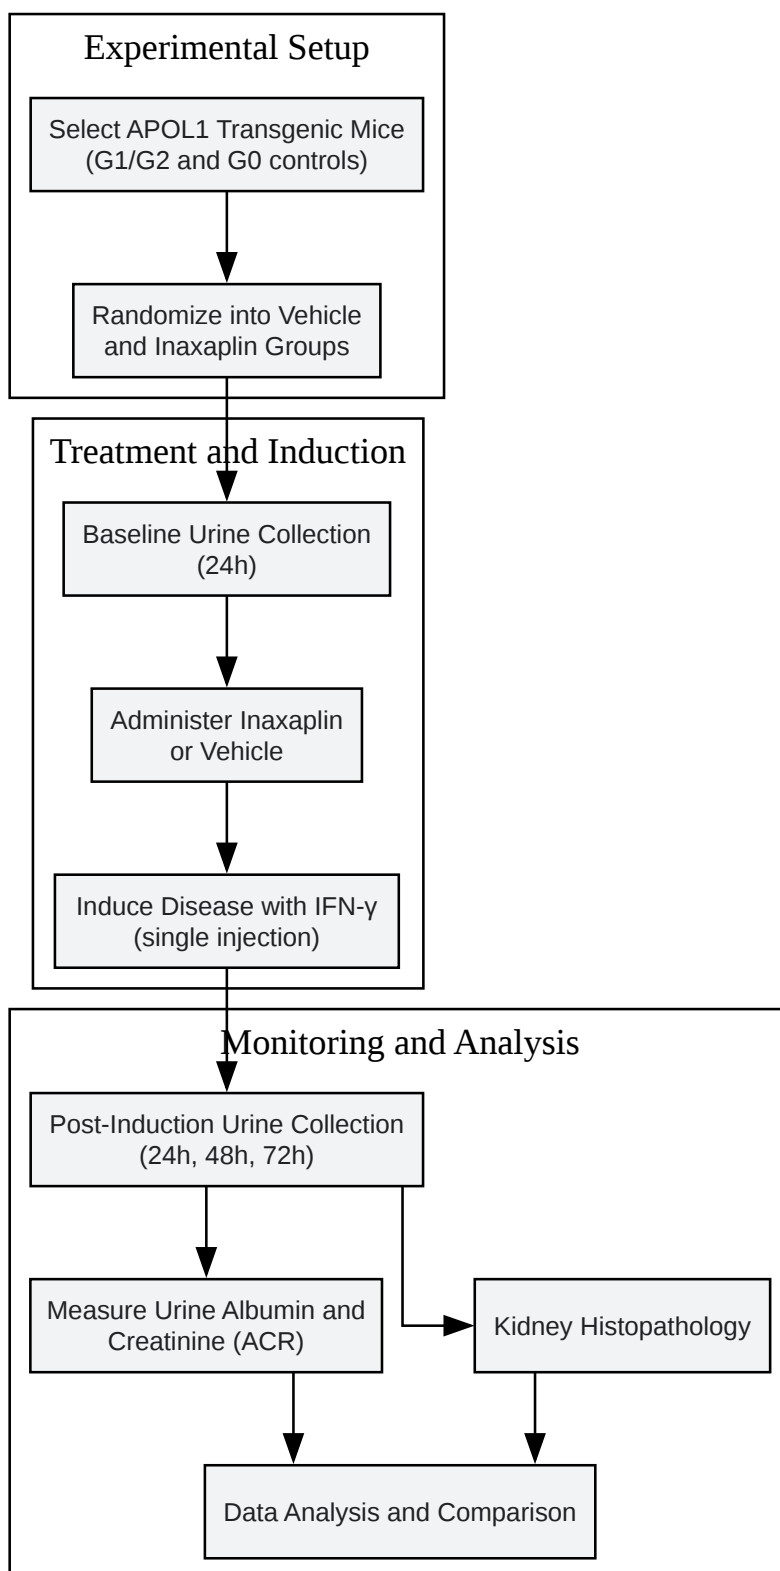 Experimental Setup
Select APOL1 Transgenic Mice
(G1/G2 and G0 controls)
Randomize into Vehicle
and Inaxaplin Groups
Treatment and Induction
Baseline Urine Collection
(24h)
Administer Inaxaplin
or Vehicle
Induce Disease with IFN-γ
(single injection)
Monitoring and Analysis
Post-Induction Urine Collection
(24h, 48h, 72h)
Measure Urine Albumin and
Creatinine (ACR)
Kidney Histopathology
Data Analysis and Comparison